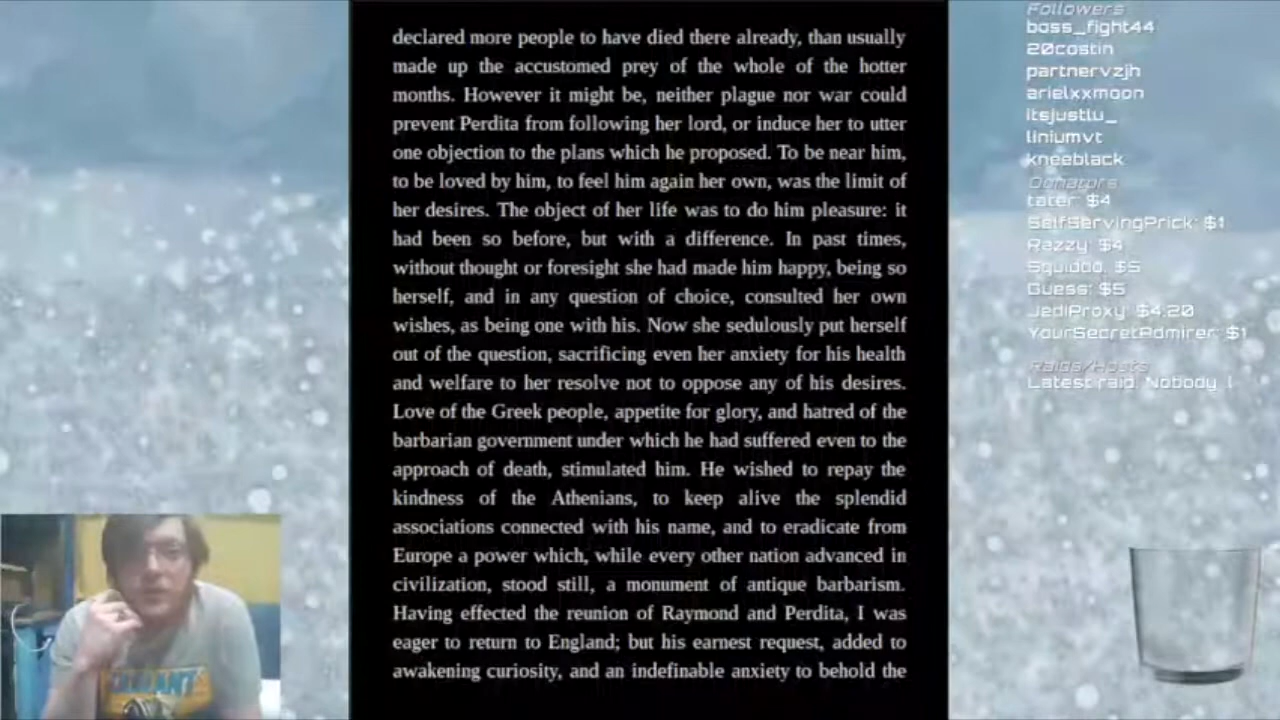 declared more people to have died there already, than usually
made up the accustomed prey of the whole of the hotter
months. However it might be, neither plague nor war could
prevent Perdita from following her lord, or induce her to utter
one objection to the plans which he proposed. To be near him,
to be loved by him, to feel him again her own, was the limit of
her desires. The object of her life was to do him pleasure: it
had been so before, but with a difference. In past times,
without thought or foresight she had made him happy, being so
herself, and in any question of choice, consulted her own
wishes, as being one with his. Now she sedulously put herself
out of the question, sacrificing even her anxiety for his health
and welfare to her resolve not to oppose any of his desires.
Love of the Greek people, appetite for glory, and hatred of the
barbarian government under which he had suffered even to the
approach of death, stimulated him. He wished to repay the
kindness of the Athenians, to keep alive the splendid
associations connected with his name, and to eradicate from
Europe a power which, while every other nation advanced in
civilization, stood still, a monument of antique barbarism.
Having effected the reunion of Raymond and Perdita, I was
eager to return to England; but his earnest request, added to
awakening curiosity, and an indefinable anxiety to behold the
Followers
boss_fight44
20costin
partnervzjh
arielxxmoon
itsjustlu_
liniumvt
kneeblack
Donators
tater: $4
SelfServingPrick: $1
Razzy: $4
Squidod: $5
Guess: $5
JediProxy: $4.20
YourSecretAdmirer: $1
Raids/Hosts
Latest raid: Nobody :(